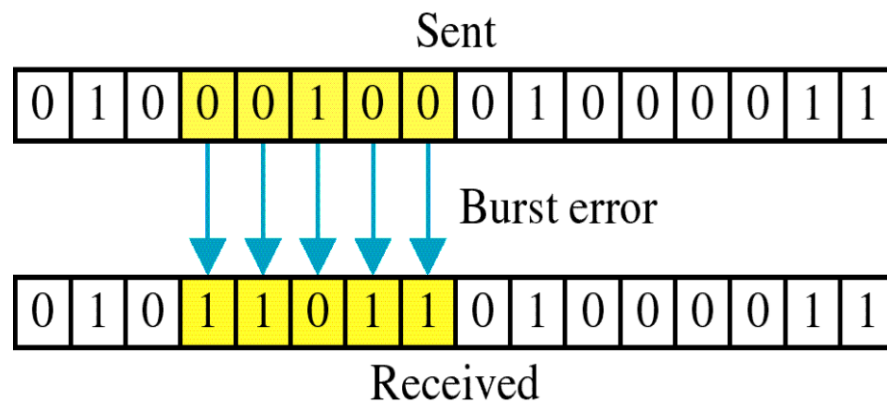 Sent
0 1 0 0 0 1 0 0 0 1 0 0 0 0 1 1
Burst error
0 1 0 1 1 0 1 1 0 1 0 0 0 0 1 1
Received